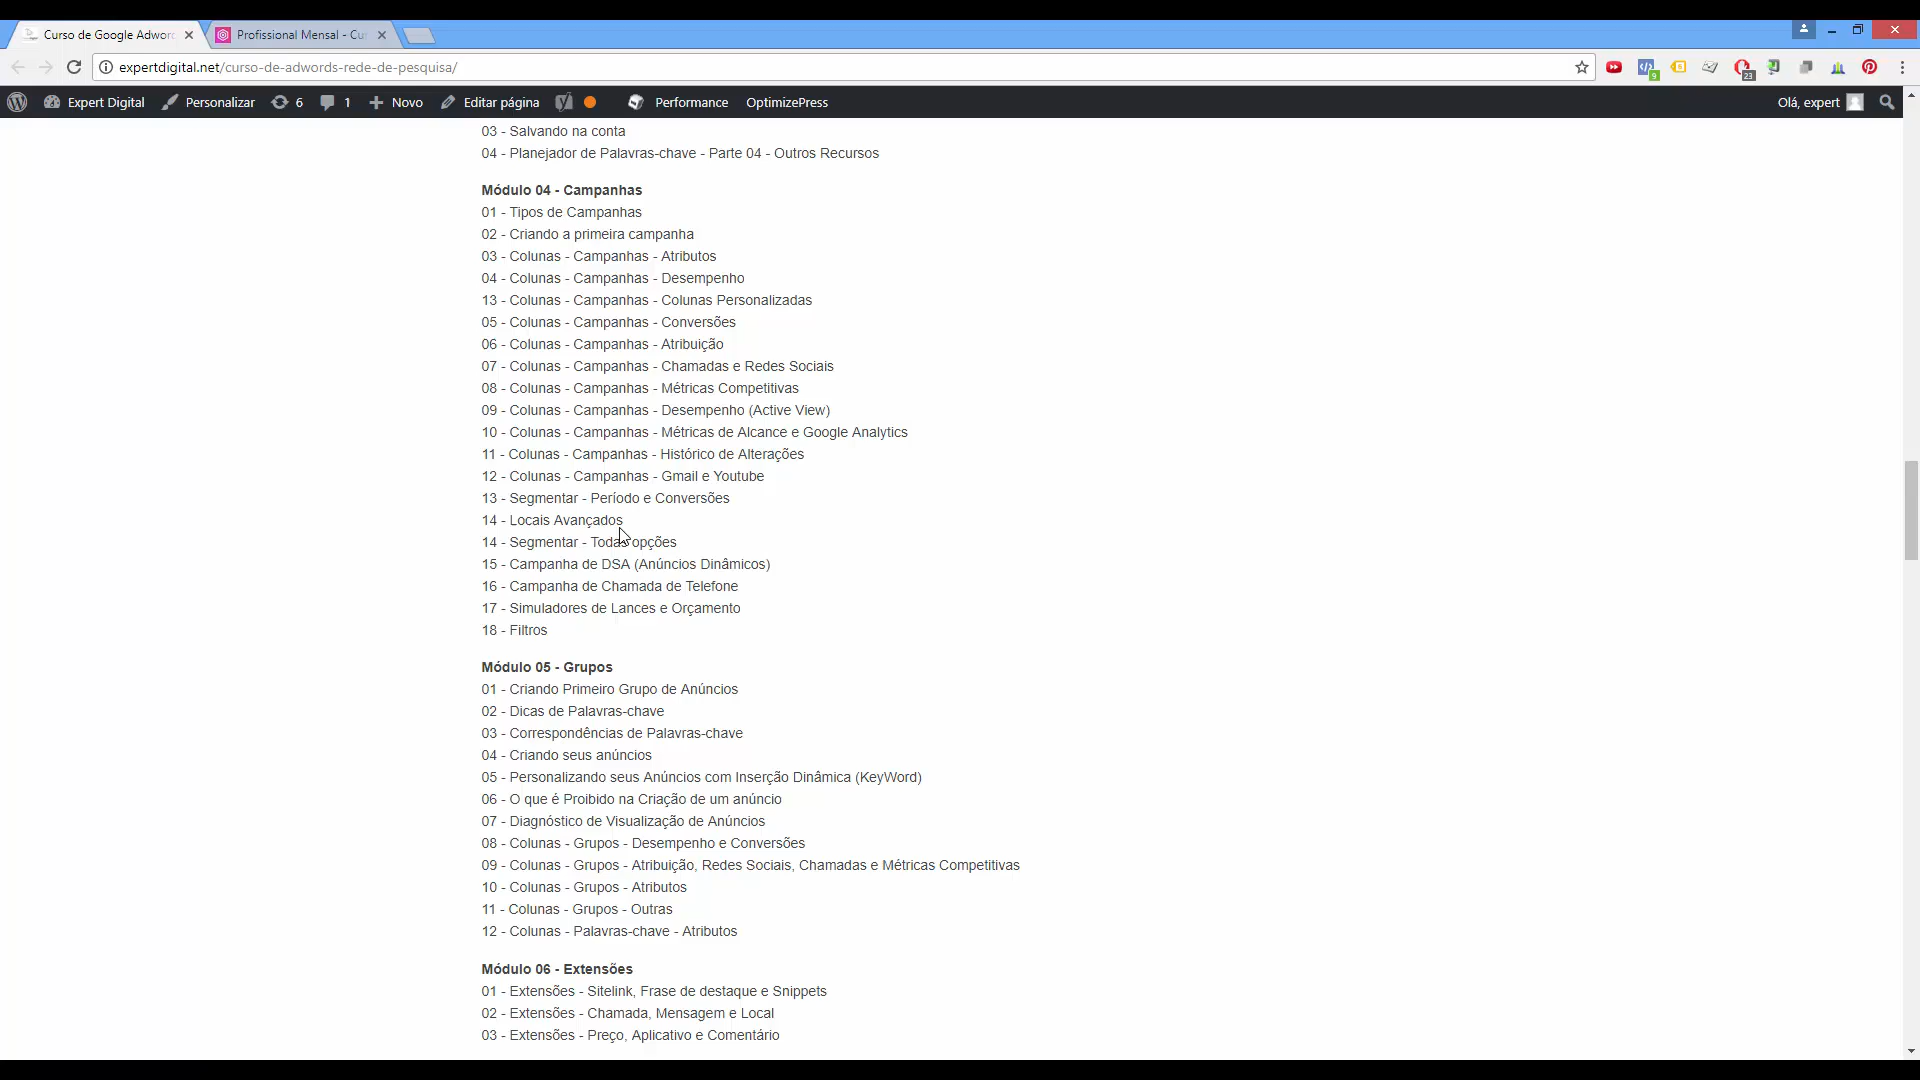 Curso de Google Adwor
Profissional Mensal - Cu
expertdigital.net/curso-de-adwords-rede-de-pesquisa/
9
23
Expert Digital
Personalizar
6
1
Novo
Editar página
Performance
OptimizePress
Olá, expert
03 - Salvando na conta
04 - Planejador de Palavras-chave - Parte 04 - Outros Recursos
Módulo 04 - Campanhas
01 - Tipos de Campanhas
02 - Criando a primeira campanha
03 - Colunas - Campanhas - Atributos
04 - Colunas - Campanhas - Desempenho
13 - Colunas - Campanhas - Colunas Personalizadas
05 - Colunas - Campanhas - Conversões
06 - Colunas - Campanhas - Atribuição
07 - Colunas - Campanhas - Chamadas e Redes Sociais
08 - Colunas - Campanhas - Métricas Competitivas
09 - Colunas - Campanhas - Desempenho (Active View)
10 - Colunas - Campanhas - Métricas de Alcance e Google Analytics
11 - Colunas - Campanhas - Histórico de Alterações
12 - Colunas - Campanhas - Gmail e Youtube
13 - Segmentar - Período e Conversões
14 - Locais Avançados
14 - Segmentar - Todas opções
15 - Campanha de DSA (Anúncios Dinâmicos)
16 - Campanha de Chamada de Telefone
17 - Simuladores de Lances e Orçamento
18 - Filtros
Módulo 05 - Grupos
01 - Criando Primeiro Grupo de Anúncios
02 - Dicas de Palavras-chave
03 - Correspondências de Palavras-chave
04 - Criando seus anúncios
05 - Personalizando seus Anúncios com Inserção Dinâmica (KeyWord)
06 - O que é Proibido na Criação de um anúncio
07 - Diagnóstico de Visualização de Anúncios
08 - Colunas - Grupos - Desempenho e Conversões
09 - Colunas - Grupos - Atribuição, Redes Sociais, Chamadas e Métricas Competitivas
10 - Colunas - Grupos - Atributos
11 - Colunas - Grupos - Outras
12 - Colunas - Palavras-chave - Atributos
Módulo 06 - Extensões
01 - Extensões - Sitelink, Frase de destaque e Snippets
02 - Extensões - Chamada, Mensagem e Local
03 - Extensões - Preço, Aplicativo e Comentário